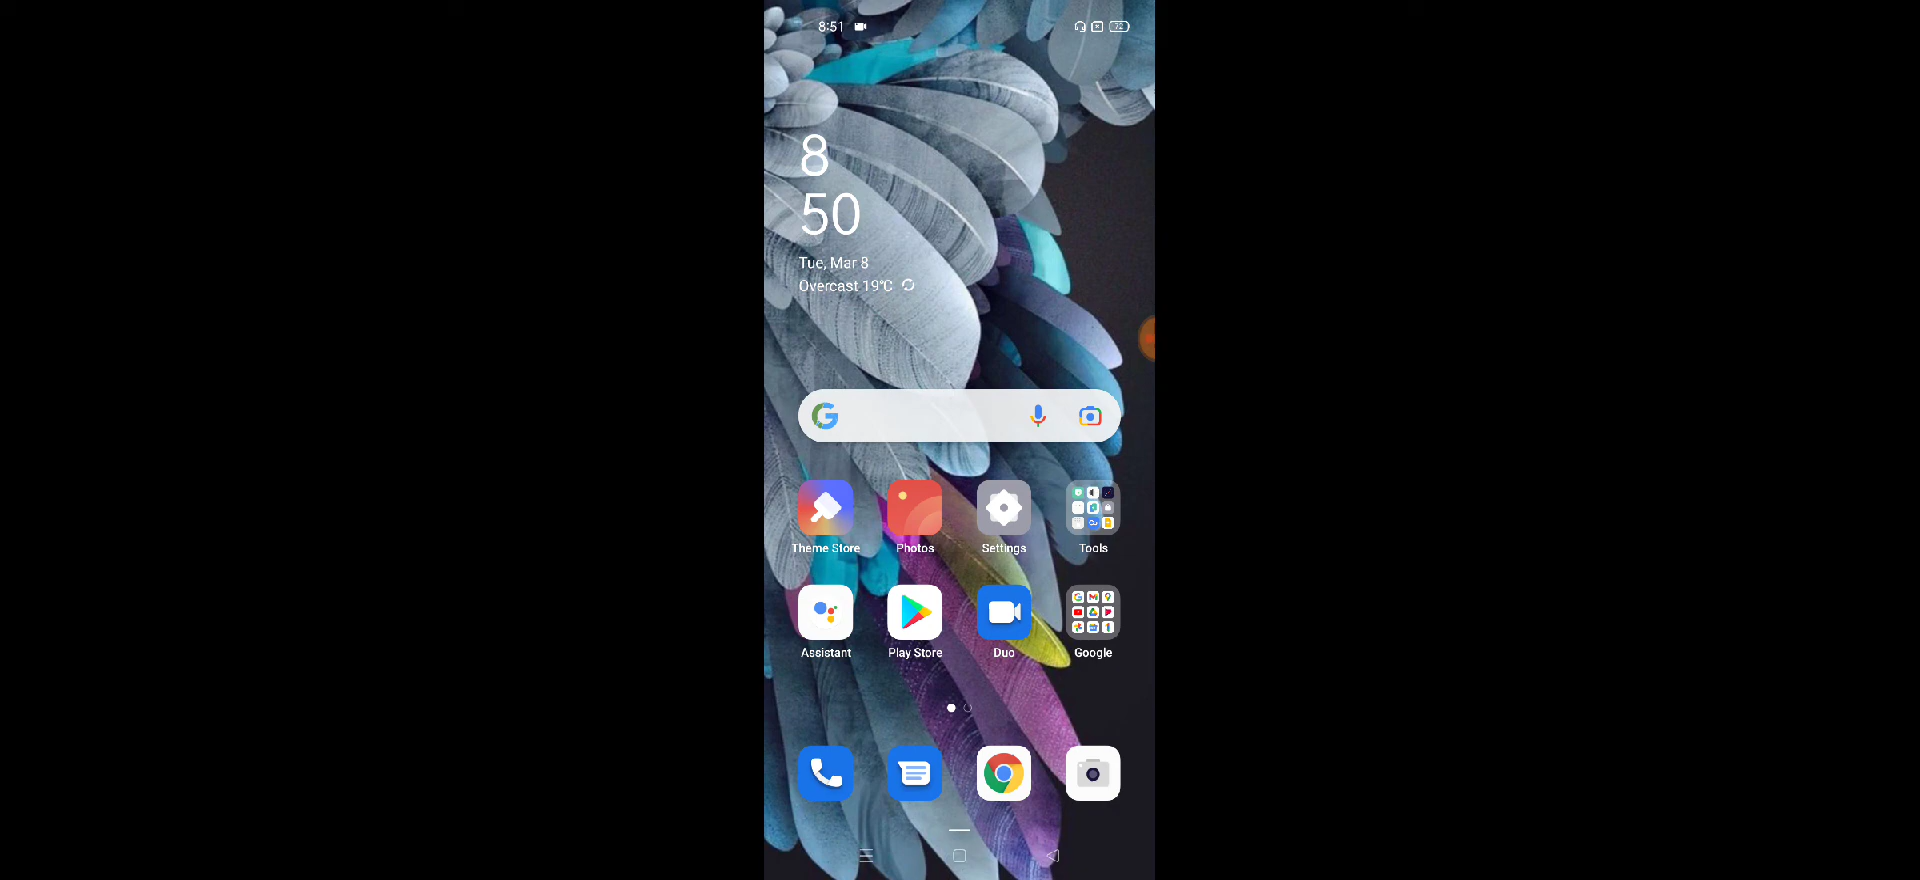 8:51
72
8
50
Tue, Mar 8
Overcast 19°C
Theme Store
Photos
Settings
Tools
Assistant
Play Store
Duo
Google